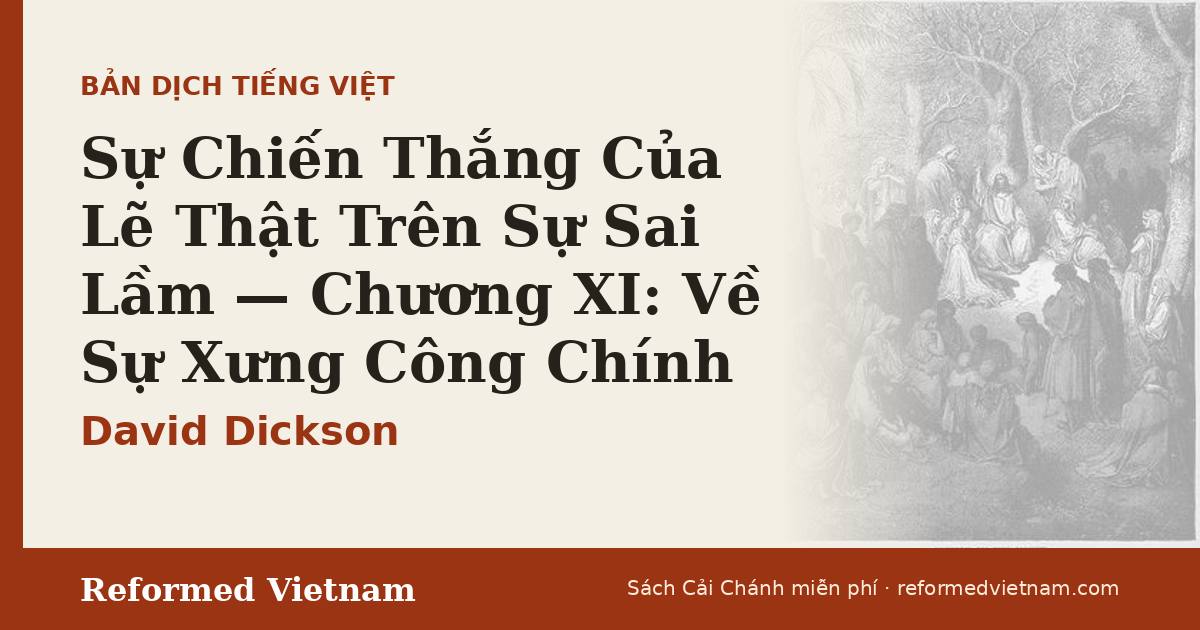 BẢN DỊCH TIẾNG VIỆT
Sự Chiến Thắng Của
Lẽ Thật Trên Sự Sai
Lầm — Chương XI: Về
Sự Xưng Công Chính
David Dickson
Reformed Vietnam
Sách Cải Chánh miễn phí · reformedvietnam.com